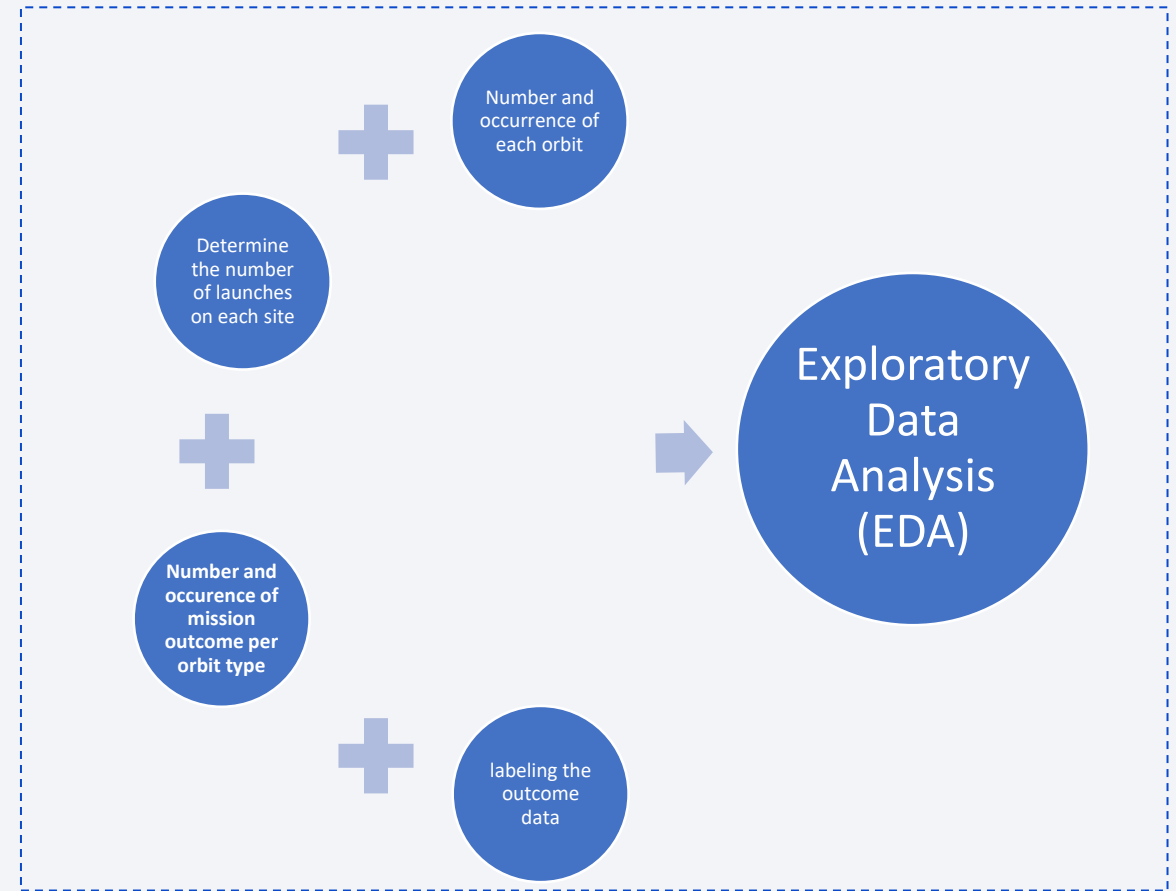 Number and
occurrence of
each orbit
Determine
the number
of launches
on each site
Number and
occurence of
mission
outcome per
orbit type
labeling the
outcome
data
Exploratory
Data
Analysis
(EDA)